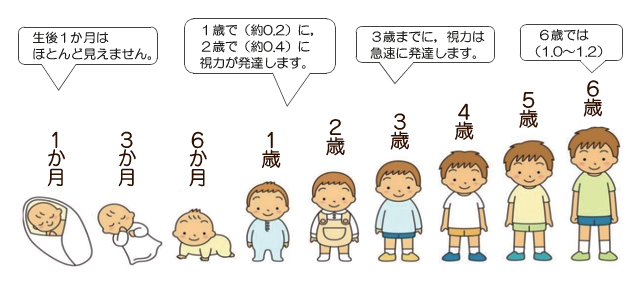 生後１か月は
ほとんど見えません。
１歳で（約0.2）に，
２歳で（約0.4）に
視力が発達します。
３歳までに，視力は
急速に発達します。
６歳では
（1.0～1.2）
１か月
３か月
６か月
１歳
２歳
３歳
４歳
５歳
６歳